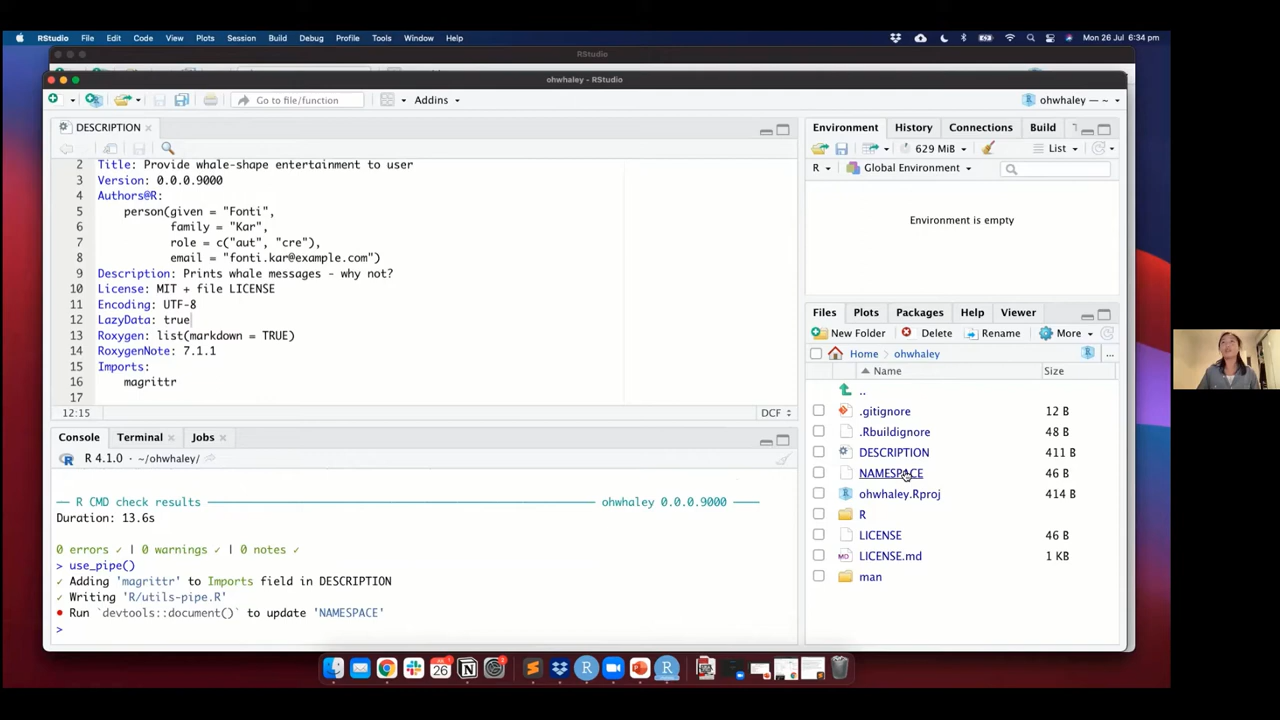 RStudio File Edit Code View Plots Session Build Debug Profile Tools Window Help Mon 26 Jul 6:34 pm
RStudio
ohwhaley - RStudio
Go to file/function Addins ohwhaley — ~
DESCRIPTION
2 Title: Provide whale-shape entertainment to user
3 Version: 0.0.0.9000
4 Authors@R:
5 person(given = "Fonti",
6 family = "Kar",
7 role = c("aut", "cre"),
8 email = "fonti.kar@example.com")
9 Description: Prints whale messages - why not?
10 License: MIT + file LICENSE
11 Encoding: UTF-8
12 LazyData: true
13 Roxygen: list(markdown = TRUE)
14 RoxygenNote: 7.1.1
15 Imports:
16 magrittr
17
12:15 DCF
Console Terminal Jobs
R 4.1.0 · ~/ohwhaley/
── R CMD check results ── ohwhaley 0.0.0.9000 ──
Duration: 13.6s
0 errors ✓ | 0 warnings ✓ | 0 notes ✓
> use_pipe()
✓ Adding 'magrittr' to Imports field in DESCRIPTION
✓ Writing 'R/utils-pipe.R'
● Run `devtools::document()` to update 'NAMESPACE'
>
Environment History Connections Build
629 MiB List
R Global Environment
Environment is empty
Files Plots Packages Help Viewer
New Folder Delete Rename More
Home ohwhaley ...
Name Size
..
.gitignore 12 B
.Rbuildignore 48 B
DESCRIPTION 411 B
NAMESPACE 46 B
ohwhaley.Rproj 414 B
R
LICENSE 46 B
LICENSE.md 1 KB
man